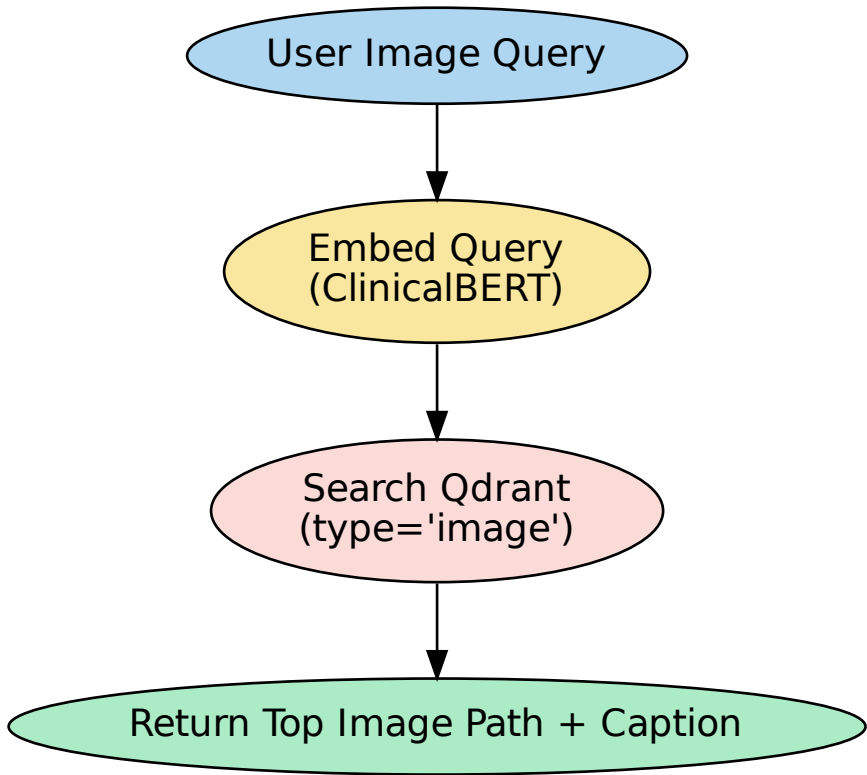 User Image Query
Embed Query
(ClinicalBERT)
Search Qdrant
(type='image')
Return Top Image Path + Caption